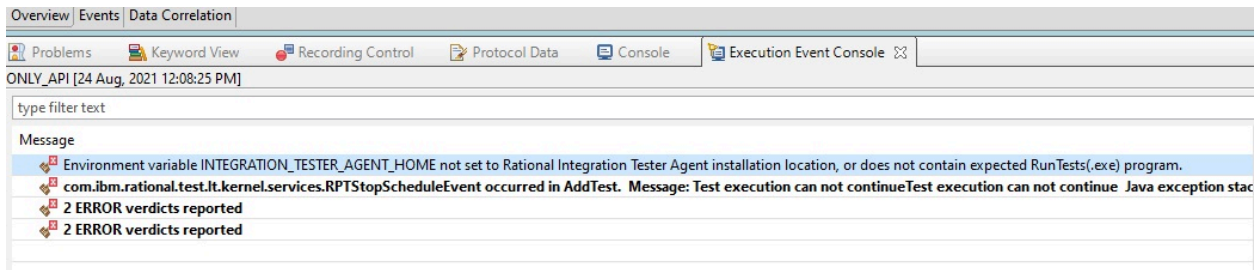 Overview Events Data Correlation
Problems Keyword View Recording Control Protocol Data Console Execution Event Console
ONLY_API [24 Aug, 2021 12:08:25 PM]
type filter text
Message
Environment variable INTEGRATION_TESTER_AGENT_HOME not set to Rational Integration Tester Agent installation location, or does not contain expected RunTests(.exe) program.
com.ibm.rational.test.lt.kernel.services.RPTStopScheduleEvent occurred in AddTest. Message: Test execution can not continueTest execution can not continue Java exception stac
2 ERROR verdicts reported
2 ERROR verdicts reported